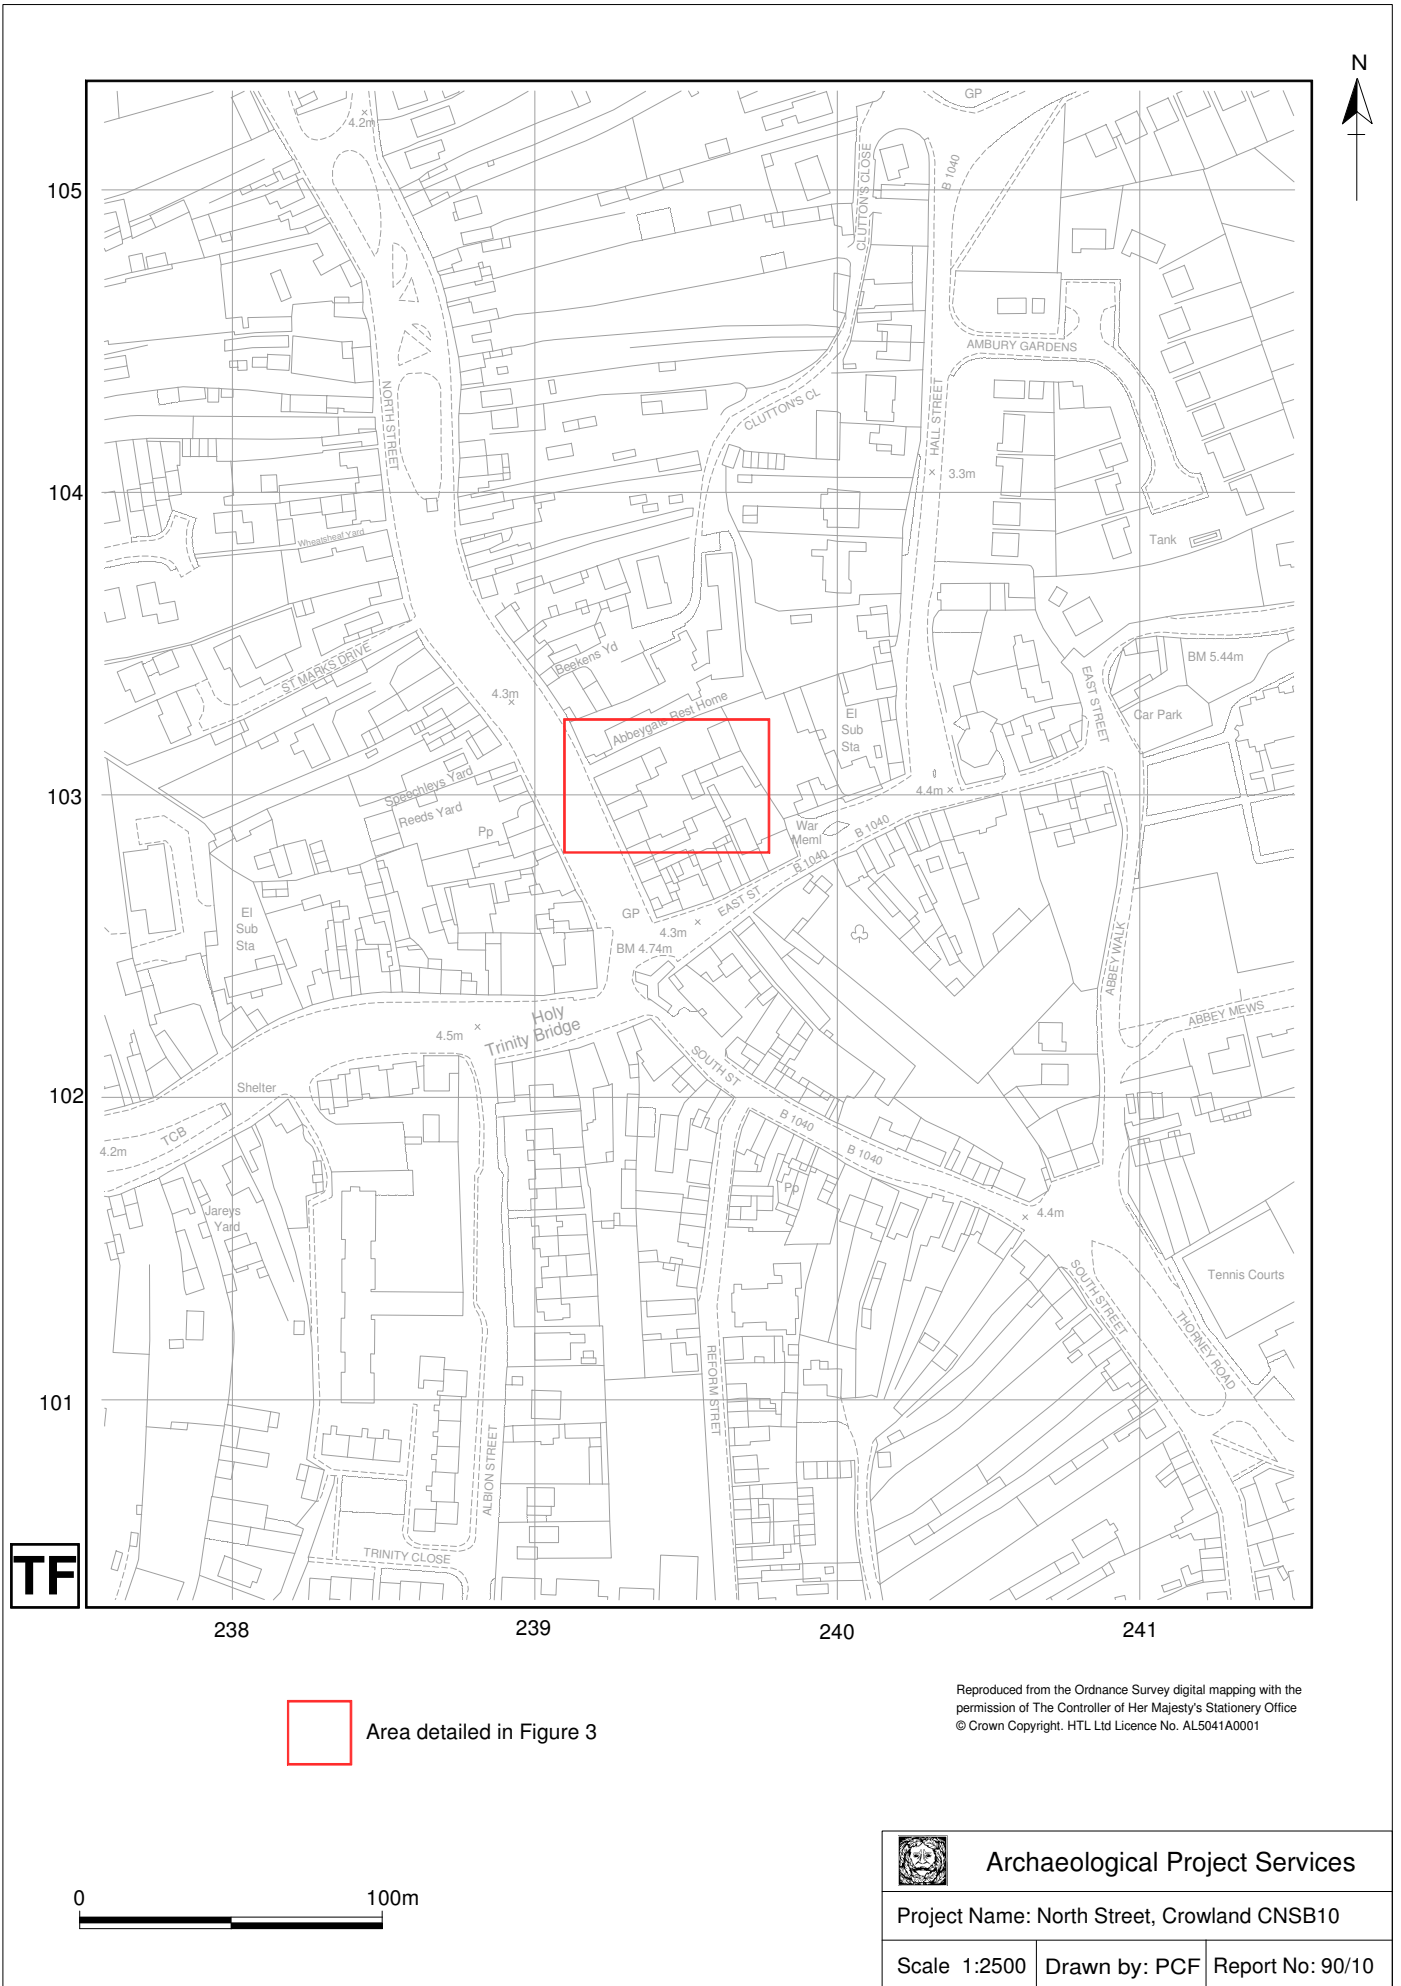 N
GP
4.2m
CLUTTON'S CLOSE
B 1040
105
AMBURY GARDENS
NORTH STREET
CLUTTON'S CL
HALL STREET
3.3m
104
Wheatsheaf Yard
Tank
Beekens Yd
ST MARKS DRIVE
BM 5.44m
EAST STREET
4.3m
Abbeygate Rest Home
El
Sub
Sta
Car Park
Speechleys Yard
Reeds Yard
Pp
103
4.4m
War
Meml
B 1040
B 1040
EAST ST
El
Sub
Sta
GP
4.3m
BM 4.74m
ABBEY WALK
Holy
Trinity Bridge
4.5m
ABBEY MEWS
SOUTH ST
Shelter
102
TCB
4.2m
B 1040
B 1040
Pp
Jareys
Yard
4.4m
SOUTH STREET
Tennis Courts
THORNEY ROAD
REFORM STRET
101
ALBION STREET
TRINITY CLOSE
TF
238
239
240
241
Area detailed in Figure 3
Reproduced from the Ordnance Survey digital mapping with the
permission of The Controller of Her Majesty's Stationery Office
© Crown Copyright. HTL Ltd Licence No. AL5041A0001
0
100m
Archaeological Project Services
Project Name: North Street, Crowland CNSB10
Scale 1:2500
Drawn by: PCF
Report No: 90/10